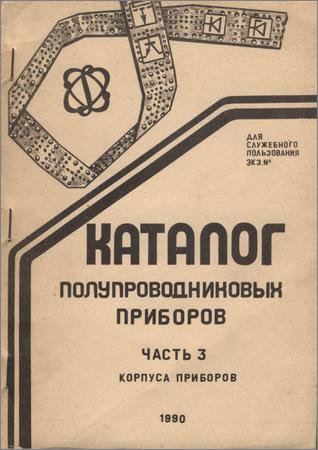 ДЛЯ
СЛУЖЕБНОГО
ПОЛЬЗОВАНИЯ
ЭКЗ.№
КАТАЛОГ
ПОЛУПРОВОДНИКОВЫХ
ПРИБОРОВ
ЧАСТЬ 3
КОРПУСА ПРИБОРОВ
1990